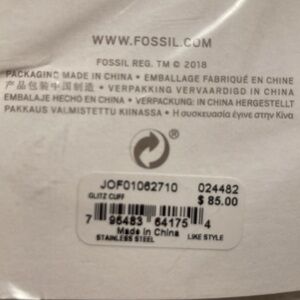 WWW.FOSSIL.COM
FOSSIL REG. TM © 2018
PACKAGING MADE IN CHINA • EMBALLAGE FABRIQUÉ EN CHINE
产品包装中国制造 • VERPAKKING VERVAARDIGD IN CHINA
EMBALAJE HECHO EN CHINA • VERPACKUNG: IN CHINA HERGESTELLT
PAKKAUS VALMISTETTU KIINASSA • Η συσκευασία έγινε στην Κίνα
JOF01062710 024482
GLITZ CUFF $ 85.00
7 96483 64175 4
Made in China
STAINLESS STEEL LIKE STYLE